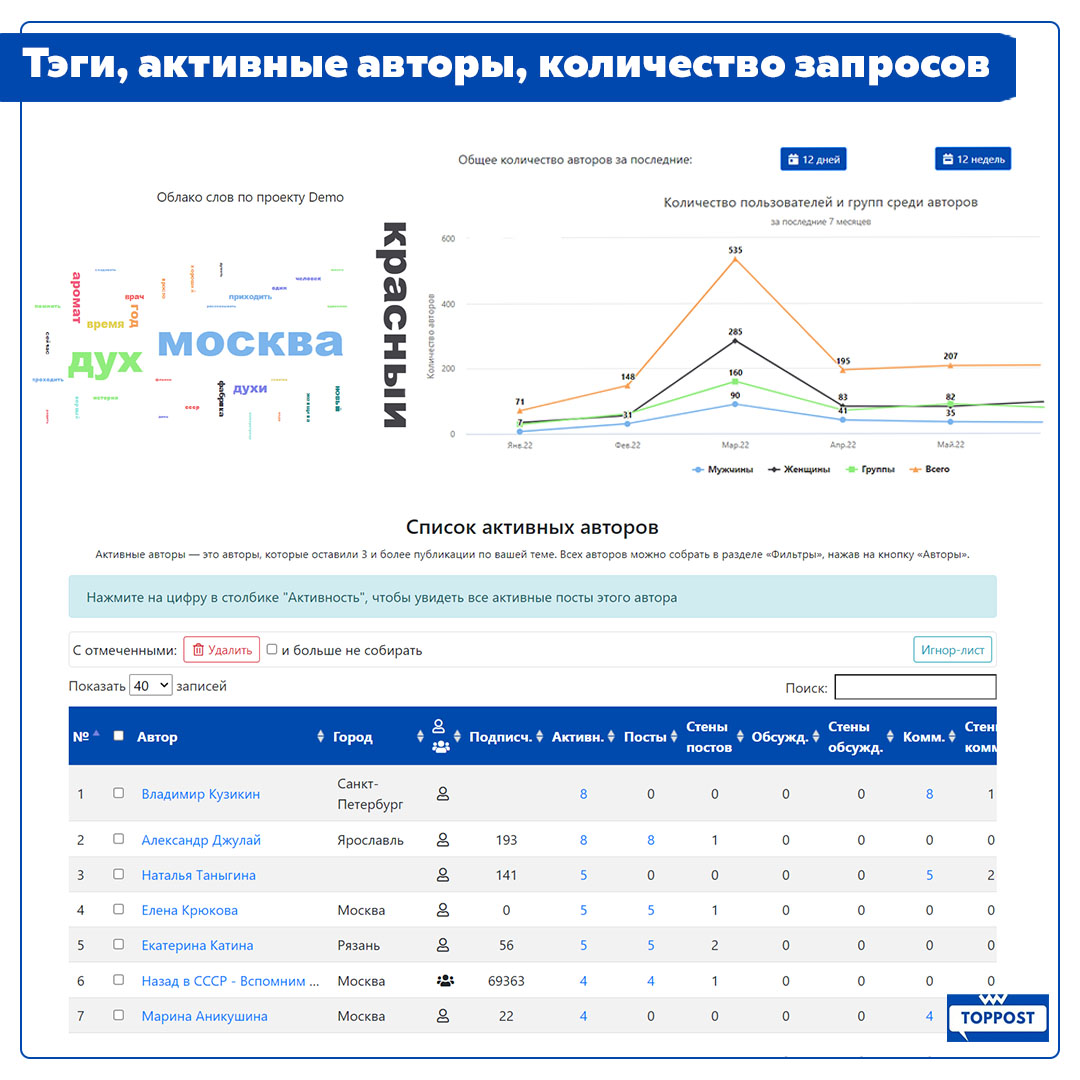 Тэги, активные авторы, количество запросов
Общее количество авторов за последние:
12 дней
12 недель
Облако слов по проекту Demo
красный
аромат
врач
год
время
приходить
один
человек
москва
дух
духи
фабрика
новый
ссср
история
проходить
сейчас
Количество пользователей и групп среди авторов
за последние 7 месяцев
Количество авторов
600
400
200
0
535
285
160
90
148
31
71
7
195
83
41
207
82
35
Янв.22
Фев.22
Мар.22
Апр.22
Май.22
Мужчины
Женщины
Группы
Всего
Список активных авторов
Активные авторы — это авторы, которые оставили 3 и более публикации по вашей теме. Всех авторов можно собрать в разделе «Фильтры», нажав на кнопку «Авторы».
Нажмите на цифру в столбике "Активность", чтобы увидеть все активные посты этого автора
С отмеченными: Удалить и больше не собирать Игнор-лист
Показать 40 записей Поиск:
№ Автор Город Подписч. Активн. Посты Стены постов Обсужд. Стены обсужд. Комм. Стен комм
1 Владимир Кузикин Санкт-Петербург 8 0 0 0 0 8 1
2 Александр Джулай Ярославль 193 8 8 1 0 0 0 0
3 Наталья Таныгина 141 5 0 0 0 0 5 2
4 Елена Крюкова Москва 0 5 5 1 0 0 0 0
5 Екатерина Катина Рязань 56 5 5 2 0 0 0 0
6 Назад в СССР - Вспомним ... Москва 69363 4 4 1 0 0 0 0
7 Марина Аникушина Москва 22 4 0 0 0 0 4
TOPPOST